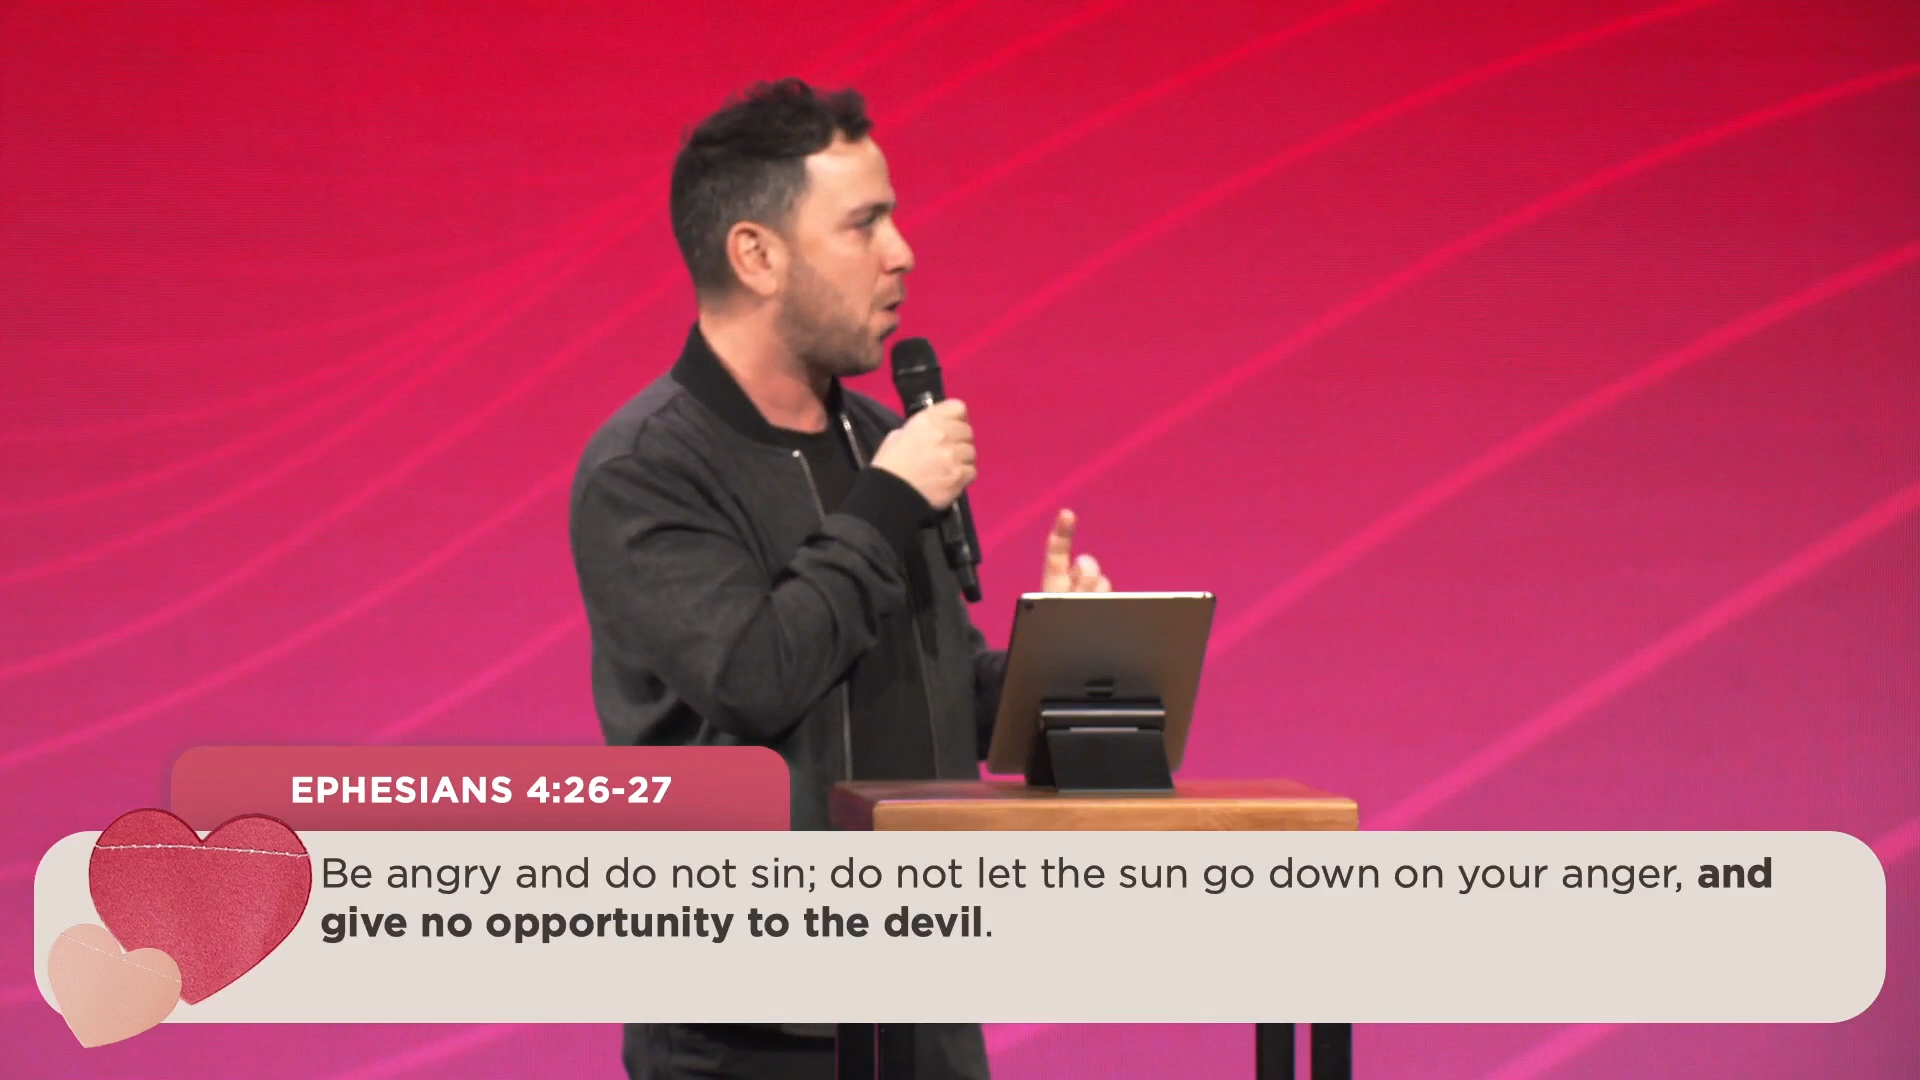 EPHESIANS 4:26-27
Be angry and do not sin; do not let the sun go down on your anger, and
give no opportunity to the devil.